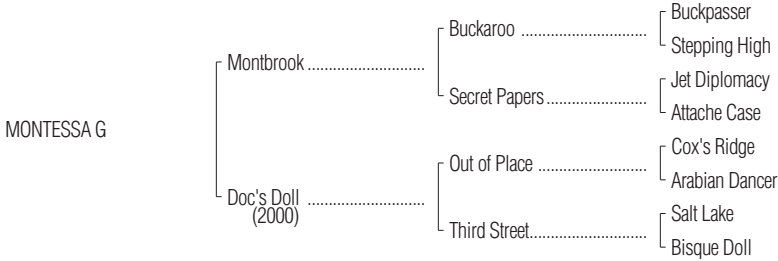 Buckpasser
Buckaroo ..............................
Stepping High
Montbrook ............................
Jet Diplomacy
Secret Papers........................
Attache Case
MONTESSA G
Cox's Ridge
Out of Place ..........................
Arabian Dancer
Doc's Doll ............................
(2000)
Salt Lake
Third Street............................
Bisque Doll